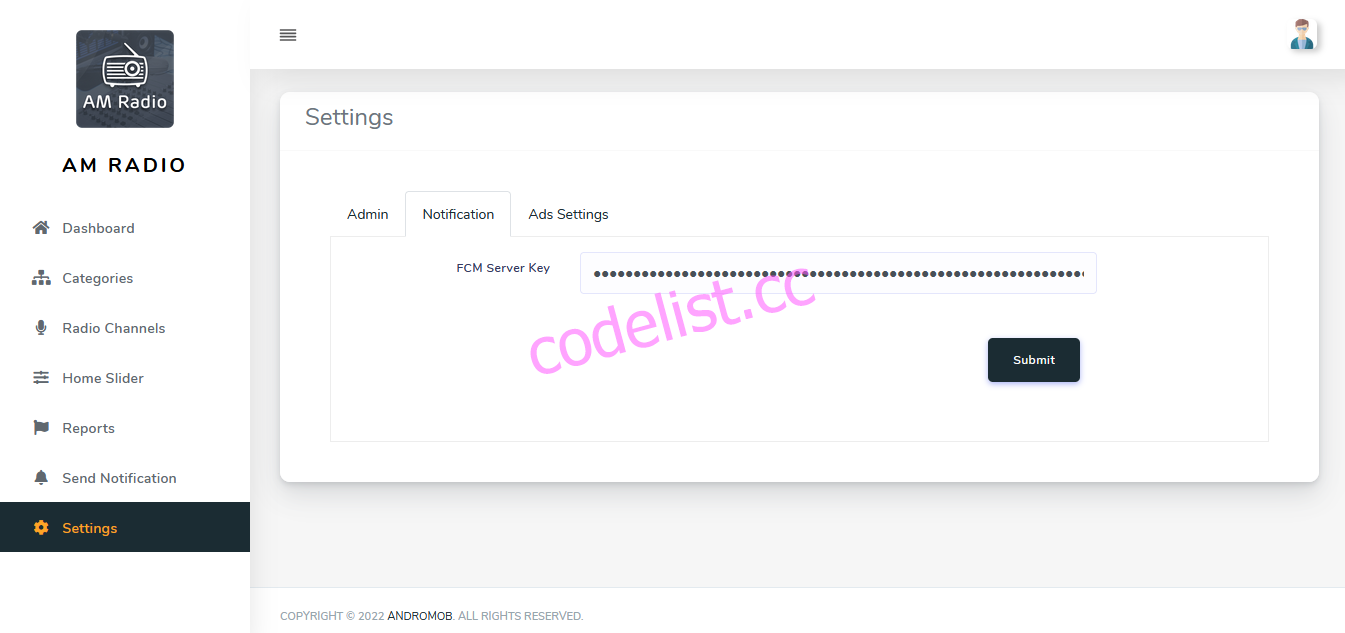 AM Radio
AM RADIO
Dashboard
Categories
Radio Channels
Home Slider
Reports
Send Notification
Settings
Settings
Admin
Notification
Ads Settings
FCM Server Key
Submit
codelist.cc
COPYRIGHT © 2022 ANDROMOB. ALL RIGHTS RESERVED.